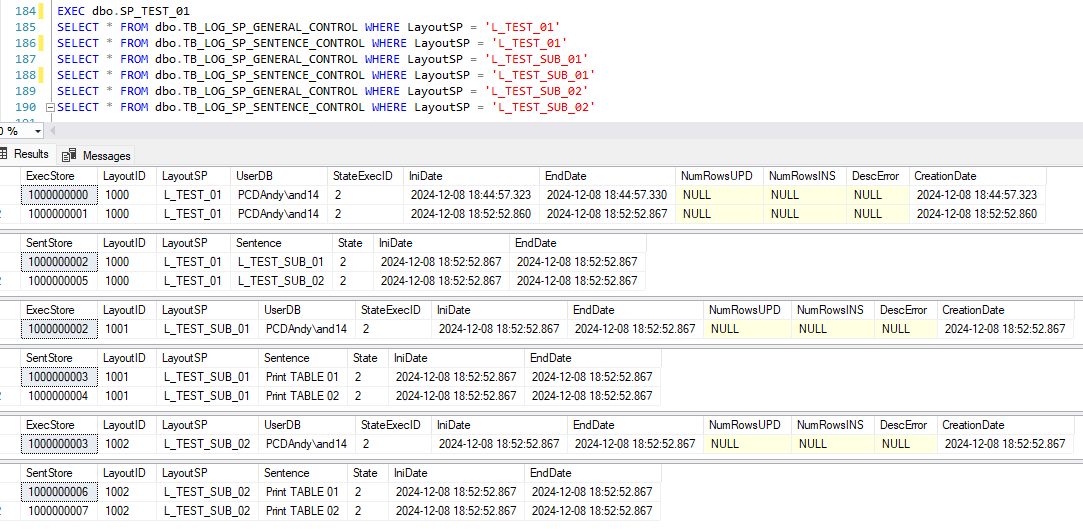 184 EXEC dbo.SP_TEST_01
185 SELECT * FROM dbo.TB_LOG_SP_GENERAL_CONTROL WHERE LayoutSP = 'L_TEST_01'
186 SELECT * FROM dbo.TB_LOG_SP_SENTENCE_CONTROL WHERE LayoutSP = 'L_TEST_01'
187 SELECT * FROM dbo.TB_LOG_SP_GENERAL_CONTROL WHERE LayoutSP = 'L_TEST_SUB_01'
188 SELECT * FROM dbo.TB_LOG_SP_SENTENCE_CONTROL WHERE LayoutSP = 'L_TEST_SUB_01'
189 SELECT * FROM dbo.TB_LOG_SP_GENERAL_CONTROL WHERE LayoutSP = 'L_TEST_SUB_02'
190 SELECT * FROM dbo.TB_LOG_SP_SENTENCE_CONTROL WHERE LayoutSP = 'L_TEST_SUB_02'
0 %
Results Messages
ExecStore LayoutID LayoutSP UserDB StateExecID IniDate EndDate NumRowsUPD NumRowsINS DescError CreationDate
1000000000 1000 L_TEST_01 PCDAndy\and14 2 2024-12-08 18:44:57.323 2024-12-08 18:44:57.330 NULL NULL NULL 2024-12-08 18:44:57.323
1000000001 1000 L_TEST_01 PCDAndy\and14 2 2024-12-08 18:52:52.860 2024-12-08 18:52:52.867 NULL NULL NULL 2024-12-08 18:52:52.860
SentStore LayoutID LayoutSP Sentence State IniDate EndDate
1000000002 1000 L_TEST_01 L_TEST_SUB_01 2 2024-12-08 18:52:52.867 2024-12-08 18:52:52.867
1000000005 1000 L_TEST_01 L_TEST_SUB_02 2 2024-12-08 18:52:52.867 2024-12-08 18:52:52.867
ExecStore LayoutID LayoutSP UserDB StateExecID IniDate EndDate NumRowsUPD NumRowsINS DescError CreationDate
1000000002 1001 L_TEST_SUB_01 PCDAndy\and14 2 2024-12-08 18:52:52.867 2024-12-08 18:52:52.867 NULL NULL NULL 2024-12-08 18:52:52.867
SentStore LayoutID LayoutSP Sentence State IniDate EndDate
1000000003 1001 L_TEST_SUB_01 Print TABLE 01 2 2024-12-08 18:52:52.867 2024-12-08 18:52:52.867
1000000004 1001 L_TEST_SUB_01 Print TABLE 02 2 2024-12-08 18:52:52.867 2024-12-08 18:52:52.867
ExecStore LayoutID LayoutSP UserDB StateExecID IniDate EndDate NumRowsUPD NumRowsINS DescError CreationDate
1000000003 1002 L_TEST_SUB_02 PCDAndy\and14 2 2024-12-08 18:52:52.867 2024-12-08 18:52:52.867 NULL NULL NULL 2024-12-08 18:52:52.867
SentStore LayoutID LayoutSP Sentence State IniDate EndDate
1000000006 1002 L_TEST_SUB_02 Print TABLE 01 2 2024-12-08 18:52:52.867 2024-12-08 18:52:52.867
1000000007 1002 L_TEST_SUB_02 Print TABLE 02 2 2024-12-08 18:52:52.867 2024-12-08 18:52:52.867